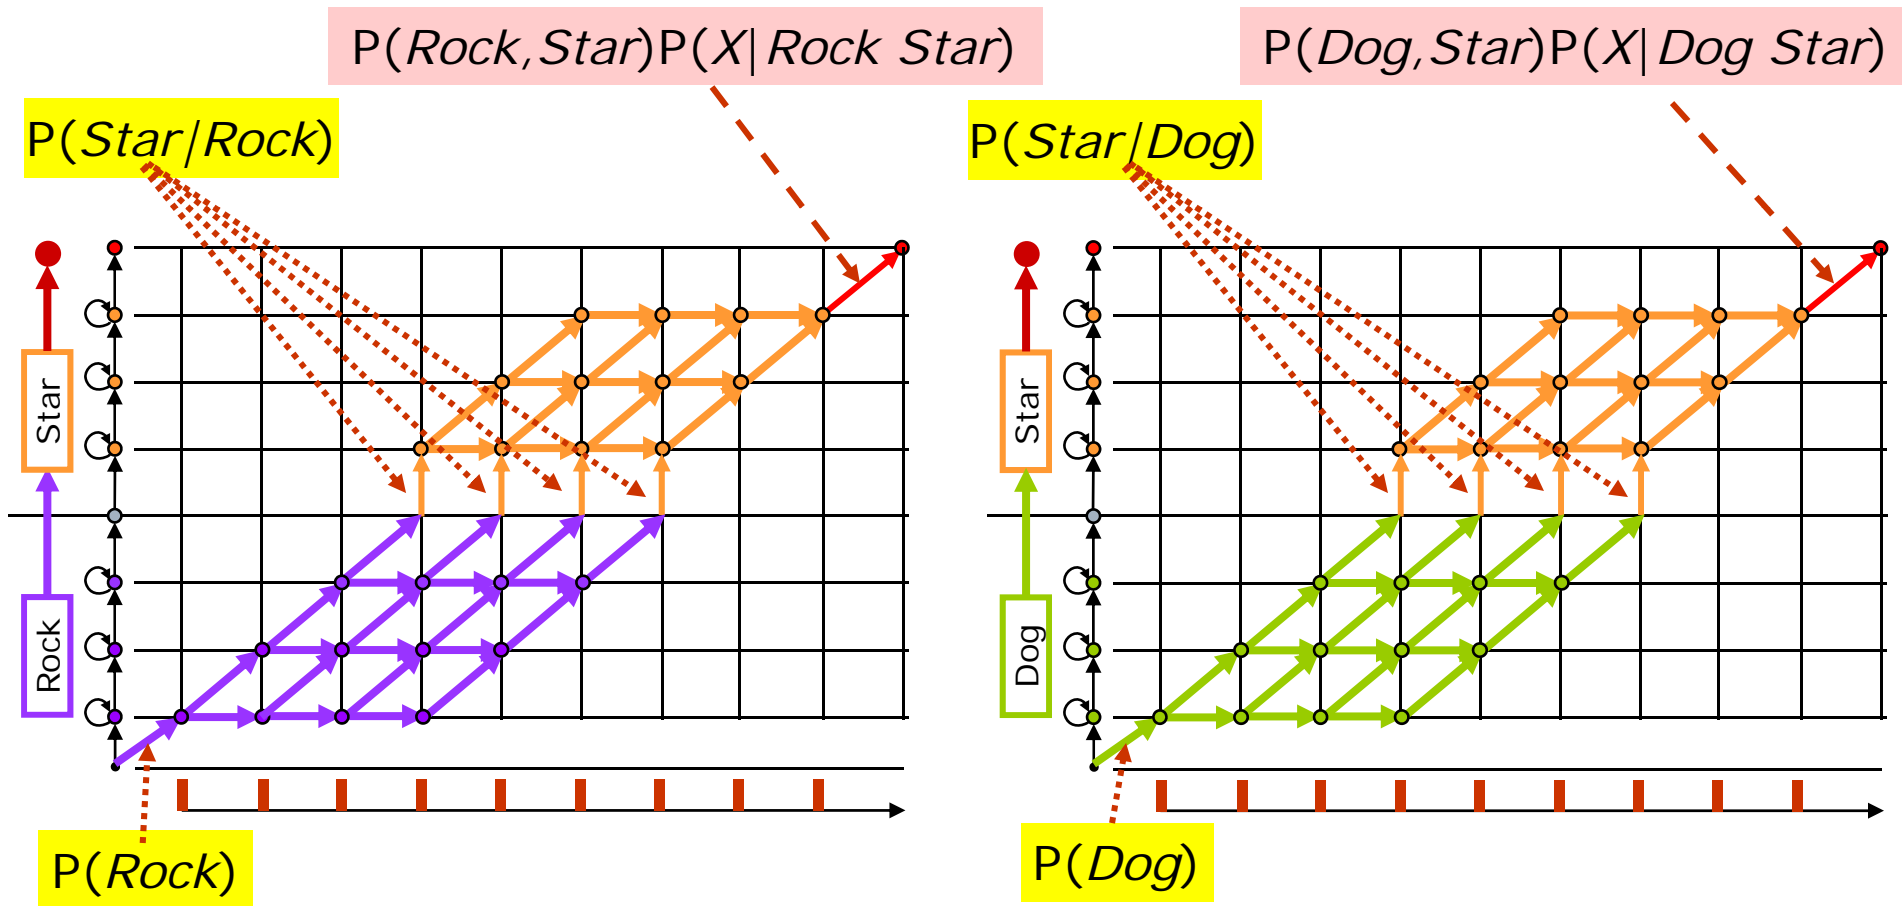 P(Rock,Star)P(X|Rock Star)
P(Dog,Star)P(X|Dog Star)
P(Star|Rock)
P(Star|Dog)
Star
Star
Rock
Dog
P(Rock)
P(Dog)